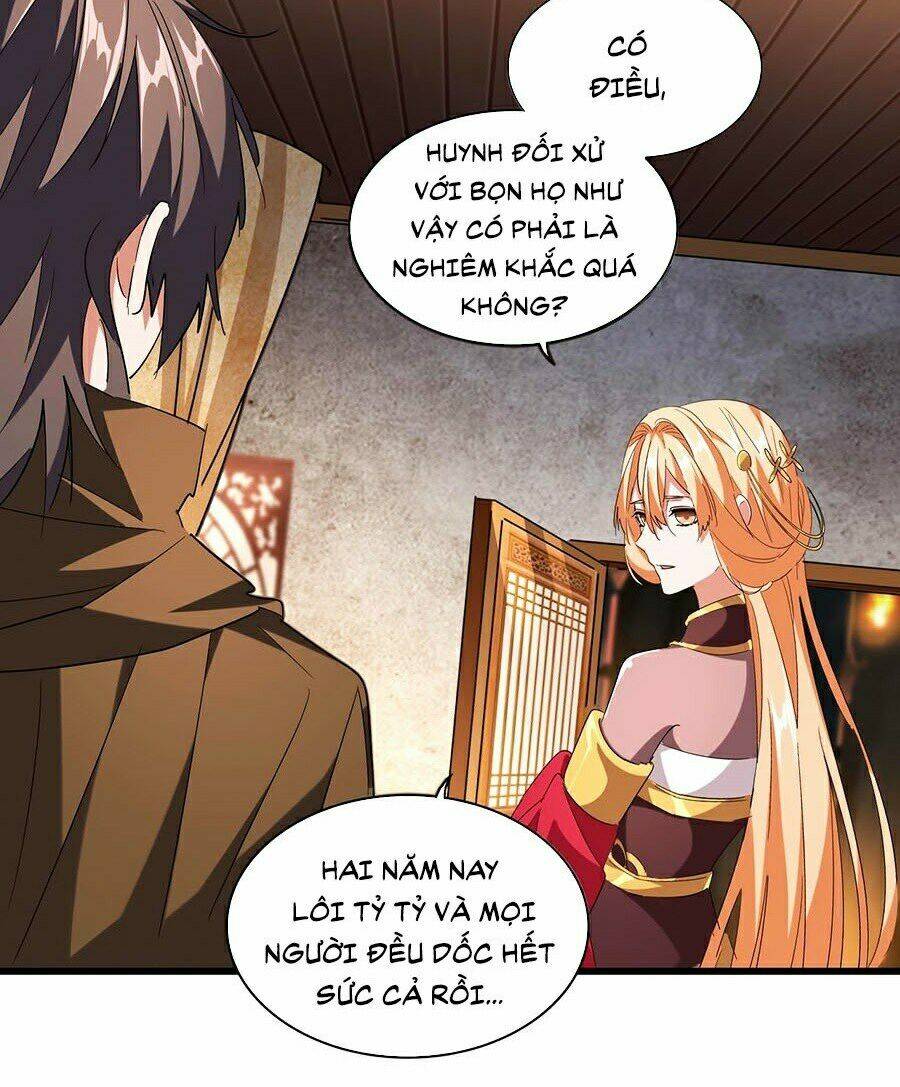 CÓ
ĐIỀU,
HUYNH ĐỐI XỬ
VỚI BỌN HỌ NHƯ
VẬY CÓ PHẢI LÀ
NGHIÊM KHẮC QUÁ
KHÔNG?
HAI NĂM NAY
LÔI TỶ TỶ VÀ MỌI
NGƯỜI ĐỀU DỐC HẾT
SỨC CẢ RỒI...